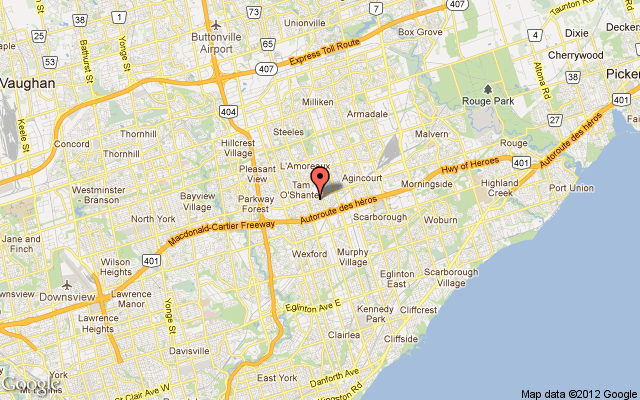 38
48
1
Buttonville
Airport
Unionville
407
Box Grove
4
Taunton Rd
Deckers
Dixie
Cherrywood
Bathurst St
Yonge St
Vaughan
7
Express Toll Route
407
Altona Rd
Picker
27
401
Keele St
404
Milliken
Armadale
Rouge Park
Concord
Thornhill
Thornhill
Steeles
Malvern
Rouge
Hillcrest
Village
Autoroute des héros
Pleasant
View
L'Amoreaux
Hwy of Heroes
401
Tam
O'Shanter
Agincourt
Westminster
- Branson
Bayview
Village
Parkway
Forest
Morningside
Highland
Creek
Port Union
North York
Autoroute des héros
Scarborough
Woburn
Jane and
Finch
Macdonald-Cartier Freeway
401
Wilson
Heights
Wexford
Murphy
Village
Eglinton
East
Scarborough
Village
Downsview
Lawrence
Manor
Yonge St
Eglinton Ave E
Kennedy
Park
Cliffcrest
Lawrence
Heights
Clairlea
Cliffside
Davisville
Google
St Clair Ave W
East York
Danforth Ave
Kingston Rd
Map data ©2012 Google